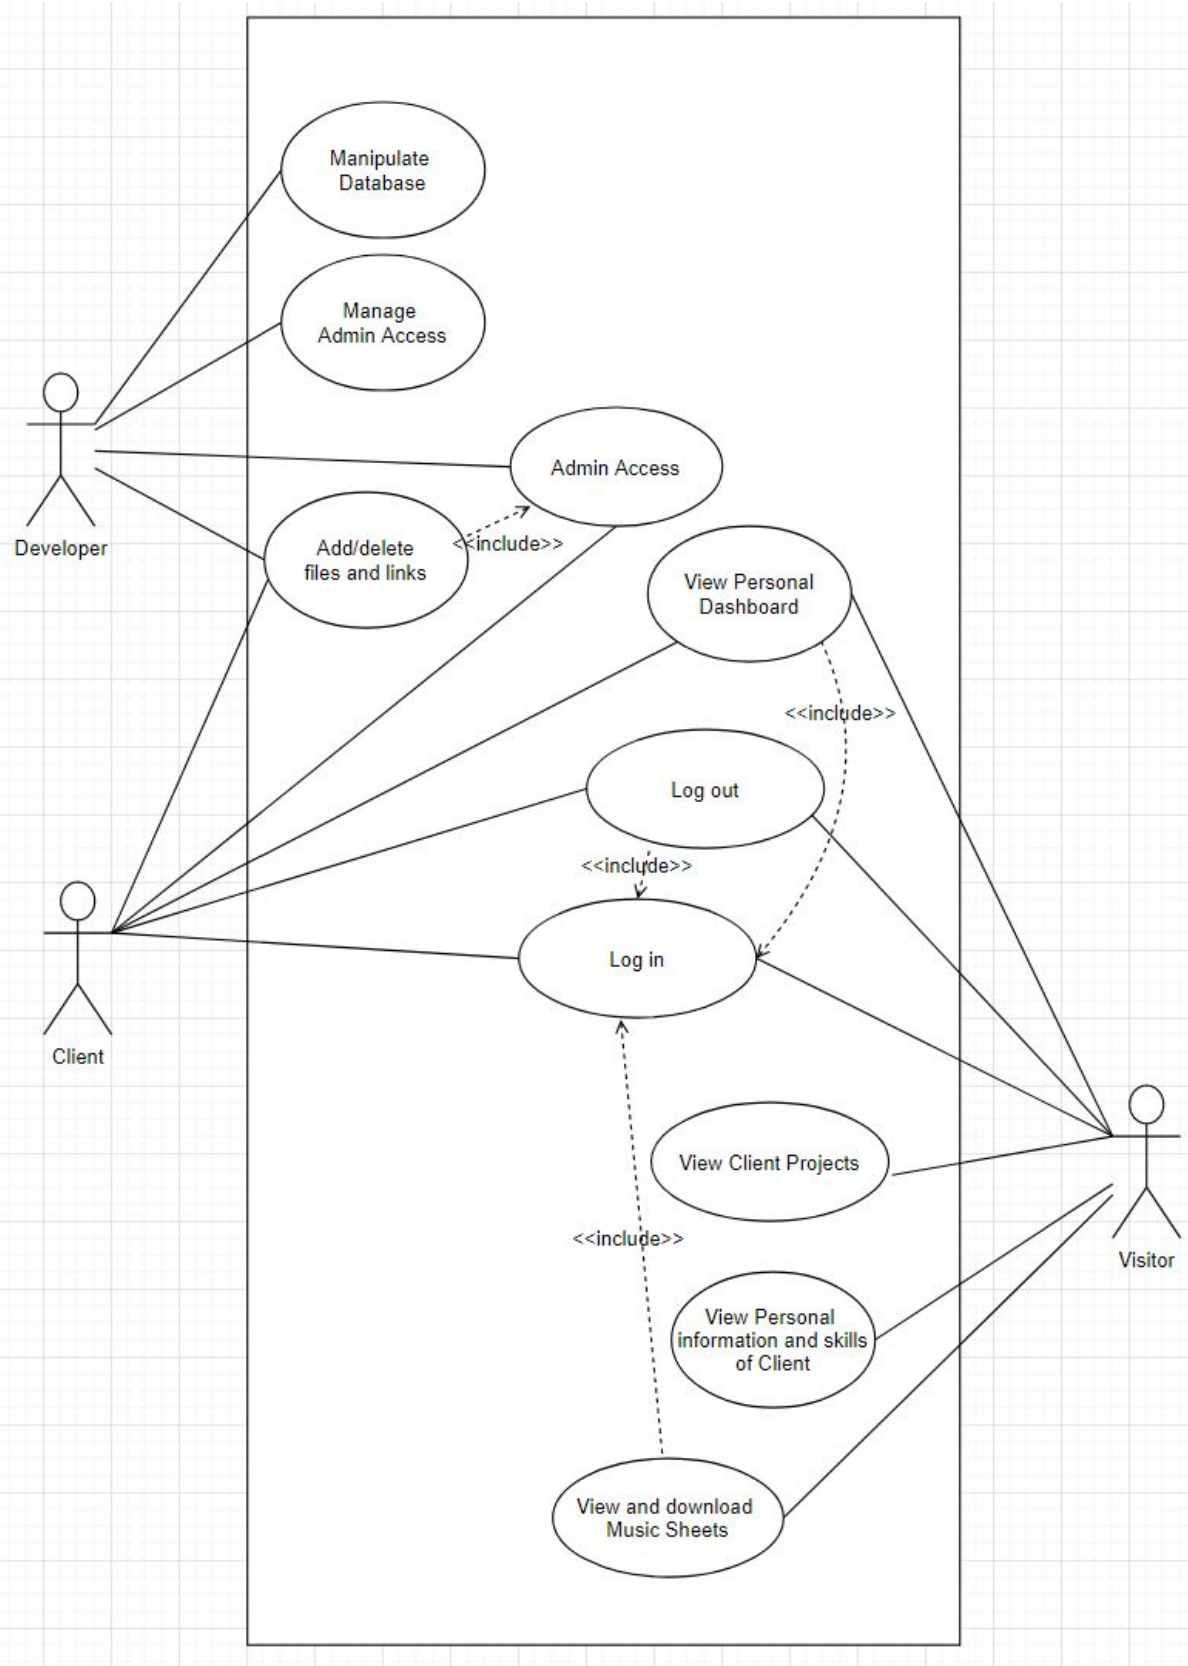 Manipulate
Database
Manage
Admin Access
Developer
Admin Access
Add/delete
files and links
<<include>>
View Personal
Dashboard
<<include>>
Log out
<<include>>
Log in
Client
View Client Projects
<<include>>
Visitor
View Personal
information and skills
of Client
View and download
Music Sheets